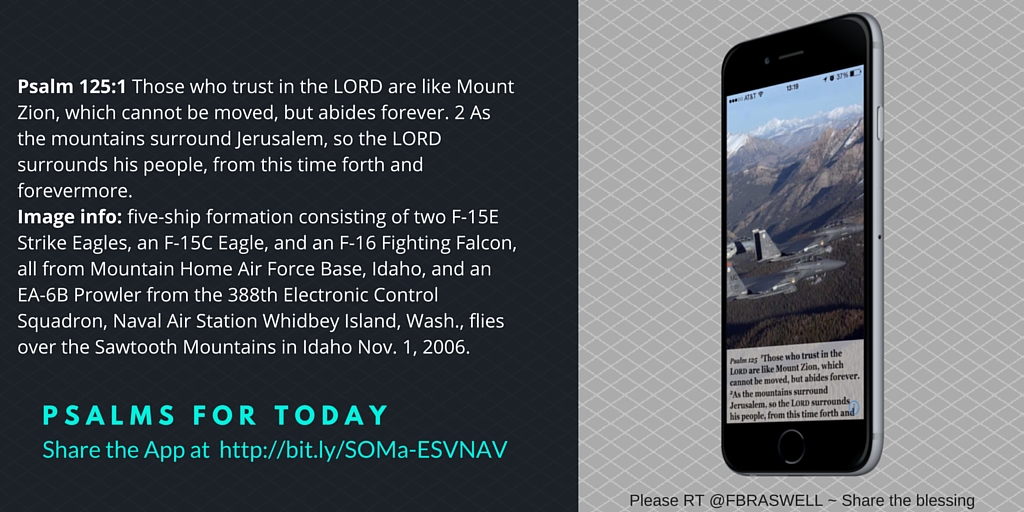 Psalm 125:1 Those who trust in the LORD are like Mount
Zion, which cannot be moved, but abides forever. 2 As
the mountains surround Jerusalem, so the LORD
surrounds his people, from this time forth and
forevermore.
Image info: five-ship formation consisting of two F-15E
Strike Eagles, an F-15C Eagle, and an F-16 Fighting Falcon,
all from Mountain Home Air Force Base, Idaho, and an
EA-6B Prowler from the 388th Electronic Control
Squadron, Naval Air Station Whidbey Island, Wash., flies
over the Sawtooth Mountains in Idaho Nov. 1, 2006.
PSALMS FOR TODAY
Share the App at http://bit.ly/SOMa-ESVNAV
AT&T 13:19 37%
Psalm 125 ¹Those who trust in the
LORD are like Mount Zion, which
cannot be moved, but abides forever.
²As the mountains surround
Jerusalem, so the LORD surrounds
his people, from this time forth and
Please RT @FBRASWELL ~ Share the blessing